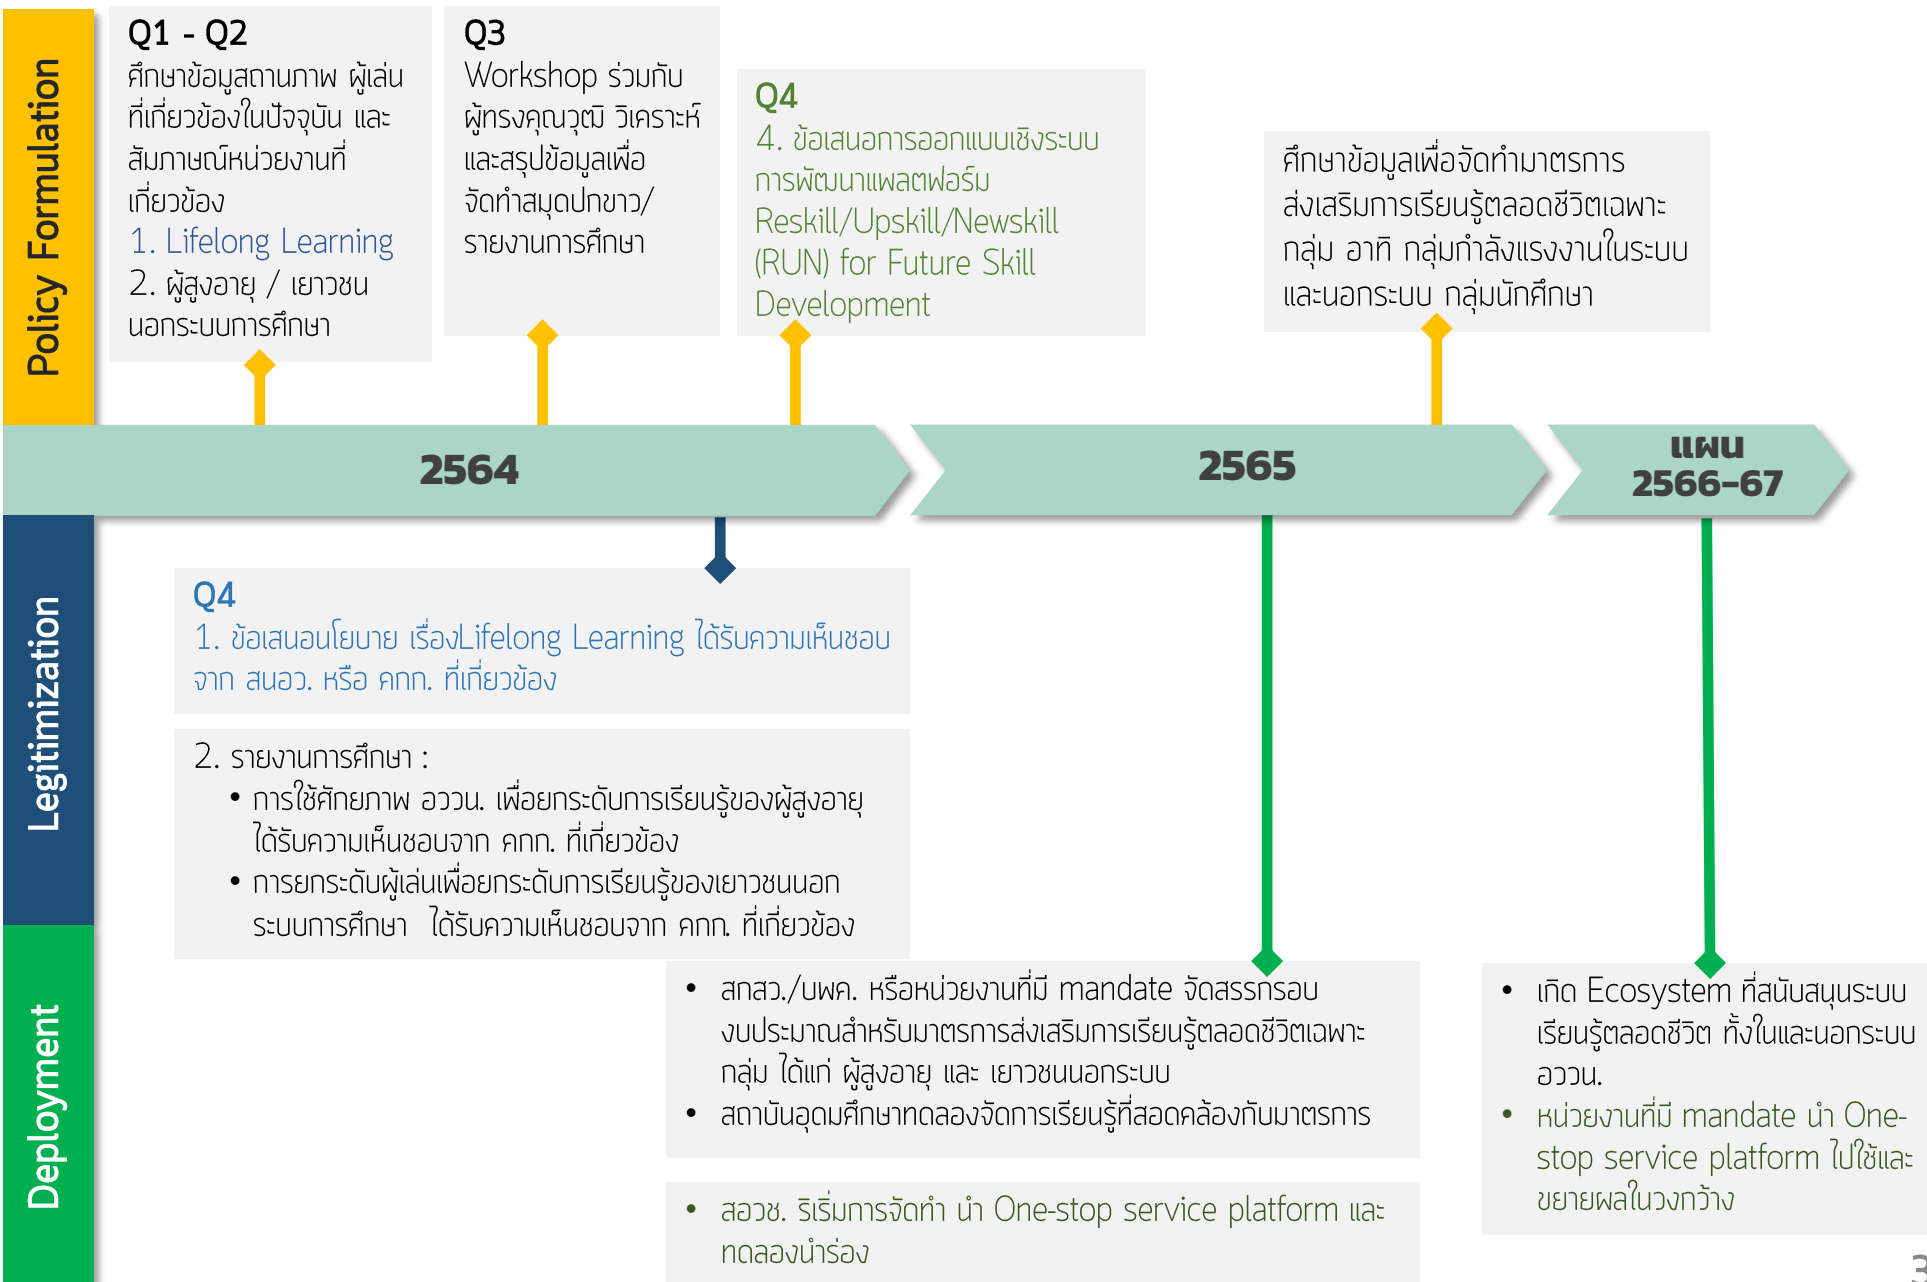 Policy Formulation
Q1 - Q2
ศึกษาข้อมูสถานภาพ ผู้เล่น
ที่เกี่ยวข้องในปัจจุบัน และ
สัมภาษณ์หน่วยงานที่
เกี่ยวข้อง
1. Lifelong Learning
2. ผู้สูงอายุ / เยาวชน
นอกระบบการศึกษา
Q3
Workshop ร่วมกับ
ผู้ทรงคุณวุฒิ วิเคราะห์
และสรุปข้อมูลเพื่อ
จัดทำสมุดปกขาว/
รายงานการศึกษา
Q4
4. ข้อเสนอการออกแบบเชิงระบบ
การพัฒนาแพลตฟอร์ม
Reskill/Upskill/Newskill
(RUN) for Future Skill
Development
ศึกษาข้อมูลเพื่อจัดทำมาตรการ
ส่งเสริมการเรียนรู้ตลอดชีวิตเฉพาะ
กลุ่ม อาทิ กลุ่มกำลังแรงงานในระบบ
และนอกระบบ กลุ่มนักศึกษา
2564
2565
แผน
2566-67
Legitimization
Q4
1. ข้อเสนอนโยบาย เรื่องLifelong Learning ได้รับความเห็นชอบ
จาก สนอว. หรือ คกก. ที่เกี่ยวข้อง
2. รายงานการศึกษา :
• การใช้ศักยภาพ อววน. เพื่อยกระดับการเรียนรู้ของผู้สูงอายุ
ได้รับความเห็นชอบจาก คกก. ที่เกี่ยวข้อง
• การยกระดับผู้เล่นเพื่อยกระดับการเรียนรู้ของเยาวชนนอก
ระบบการศึกษา ได้รับความเห็นชอบจาก คกก. ที่เกี่ยวข้อง
Deployment
• สกสว./บพค. หรือหน่วยงานที่มี mandate จัดสรรกรอบ
งบประมาณสำหรับมาตรการส่งเสริมการเรียนรู้ตลอดชีวิตเฉพาะ
กลุ่ม ได้แก่ ผู้สูงอายุ และ เยาวชนนอกระบบ
• สถาบันอุดมศึกษาทดลองจัดการเรียนรู้ที่สอดคล้องกับมาตรการ
• สอวช. ริเริ่มการจัดทำ นำ One-stop service platform และ
ทดลองนำร่อง
• เกิด Ecosystem ที่สนับสนุนระบบ
เรียนรู้ตลอดชีวิต ทั้งในและนอกระบบ
อววน.
• หน่วยงานที่มี mandate นำ One-
stop service platform ไปใช้และ
ขยายผลในวงกว้าง